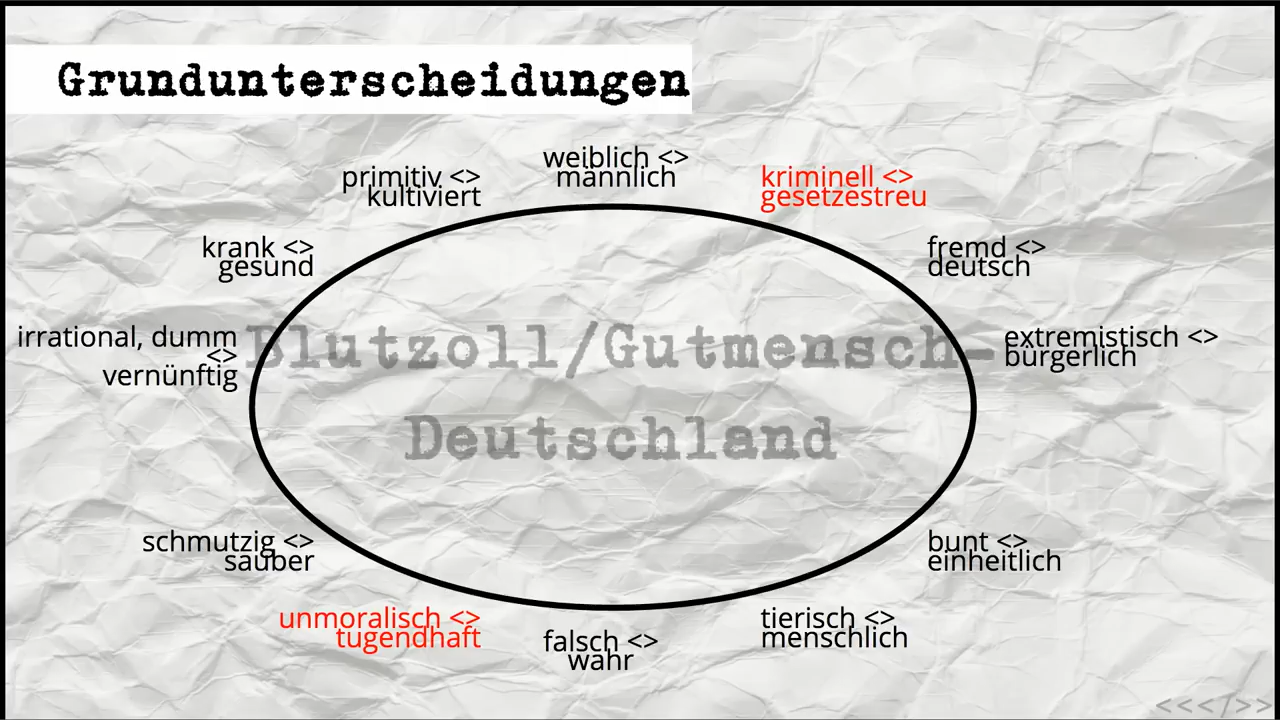 Grundunterscheidungen
weiblich <>
männlich
primitiv <>
kultiviert
kriminell <>
gesetzestreu
krank <>
gesund
fremd <>
deutsch
irrational, dumm
<>
vernünftig
Blutzoll/Gutmensch-
Deutschland
extremistisch <>
bürgerlich
schmutzig <>
sauber
bunt <>
einheitlich
unmoralisch <>
tugendhaft
falsch <>
wahr
tierisch <>
menschlich
<<</>>